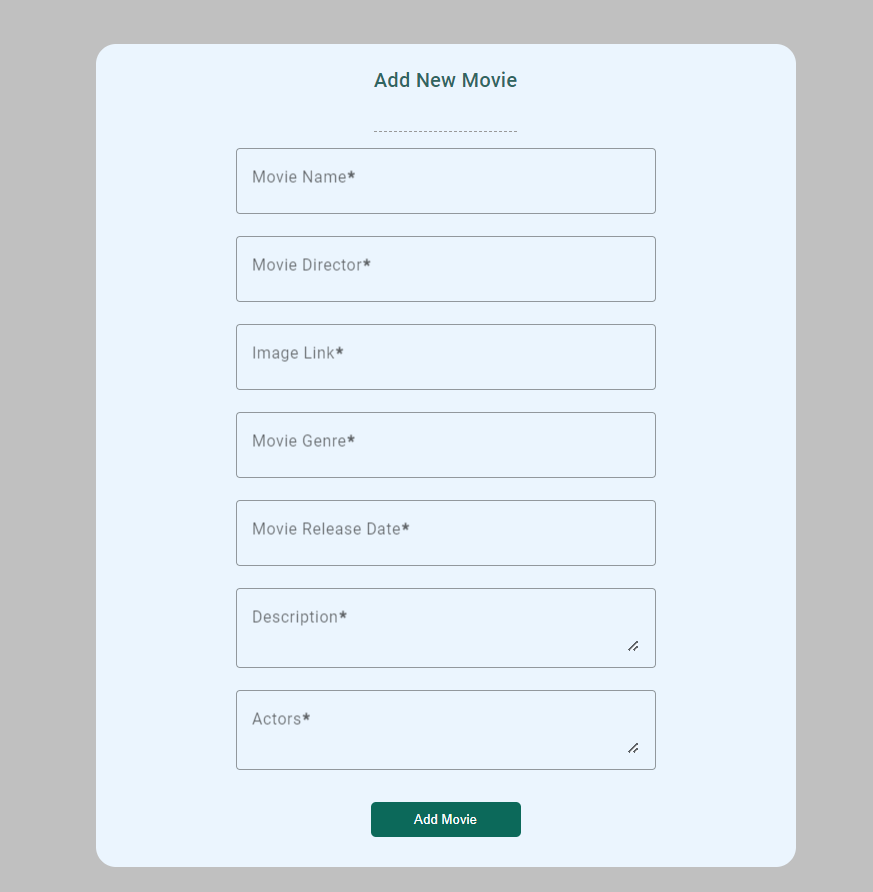 Add New Movie
Movie Name*
Movie Director*
Image Link*
Movie Genre*
Movie Release Date*
Description*
Actors*
Add Movie